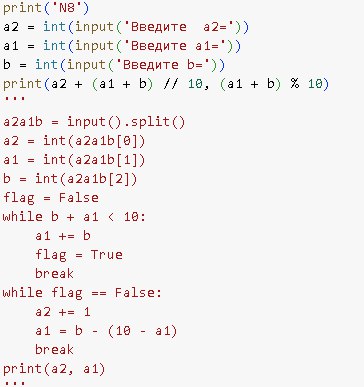 print('N8')
a2 = int(input('Введите  a2='))
a1 = int(input('Введите a1='))
b = int(input('Введите b='))
print(a2 + (a1 + b) // 10, (a1 + b) % 10)
'''
a2a1b = input().split()
a2 = int(a2a1b[0])
a1 = int(a2a1b[1])
b = int(a2a1b[2])
flag = False
while b + a1 < 10:
    a1 += b
    flag = True
    break
while flag == False:
    a2 += 1
    a1 = b - (10 - a1)
    break
print(a2, a1)
'''